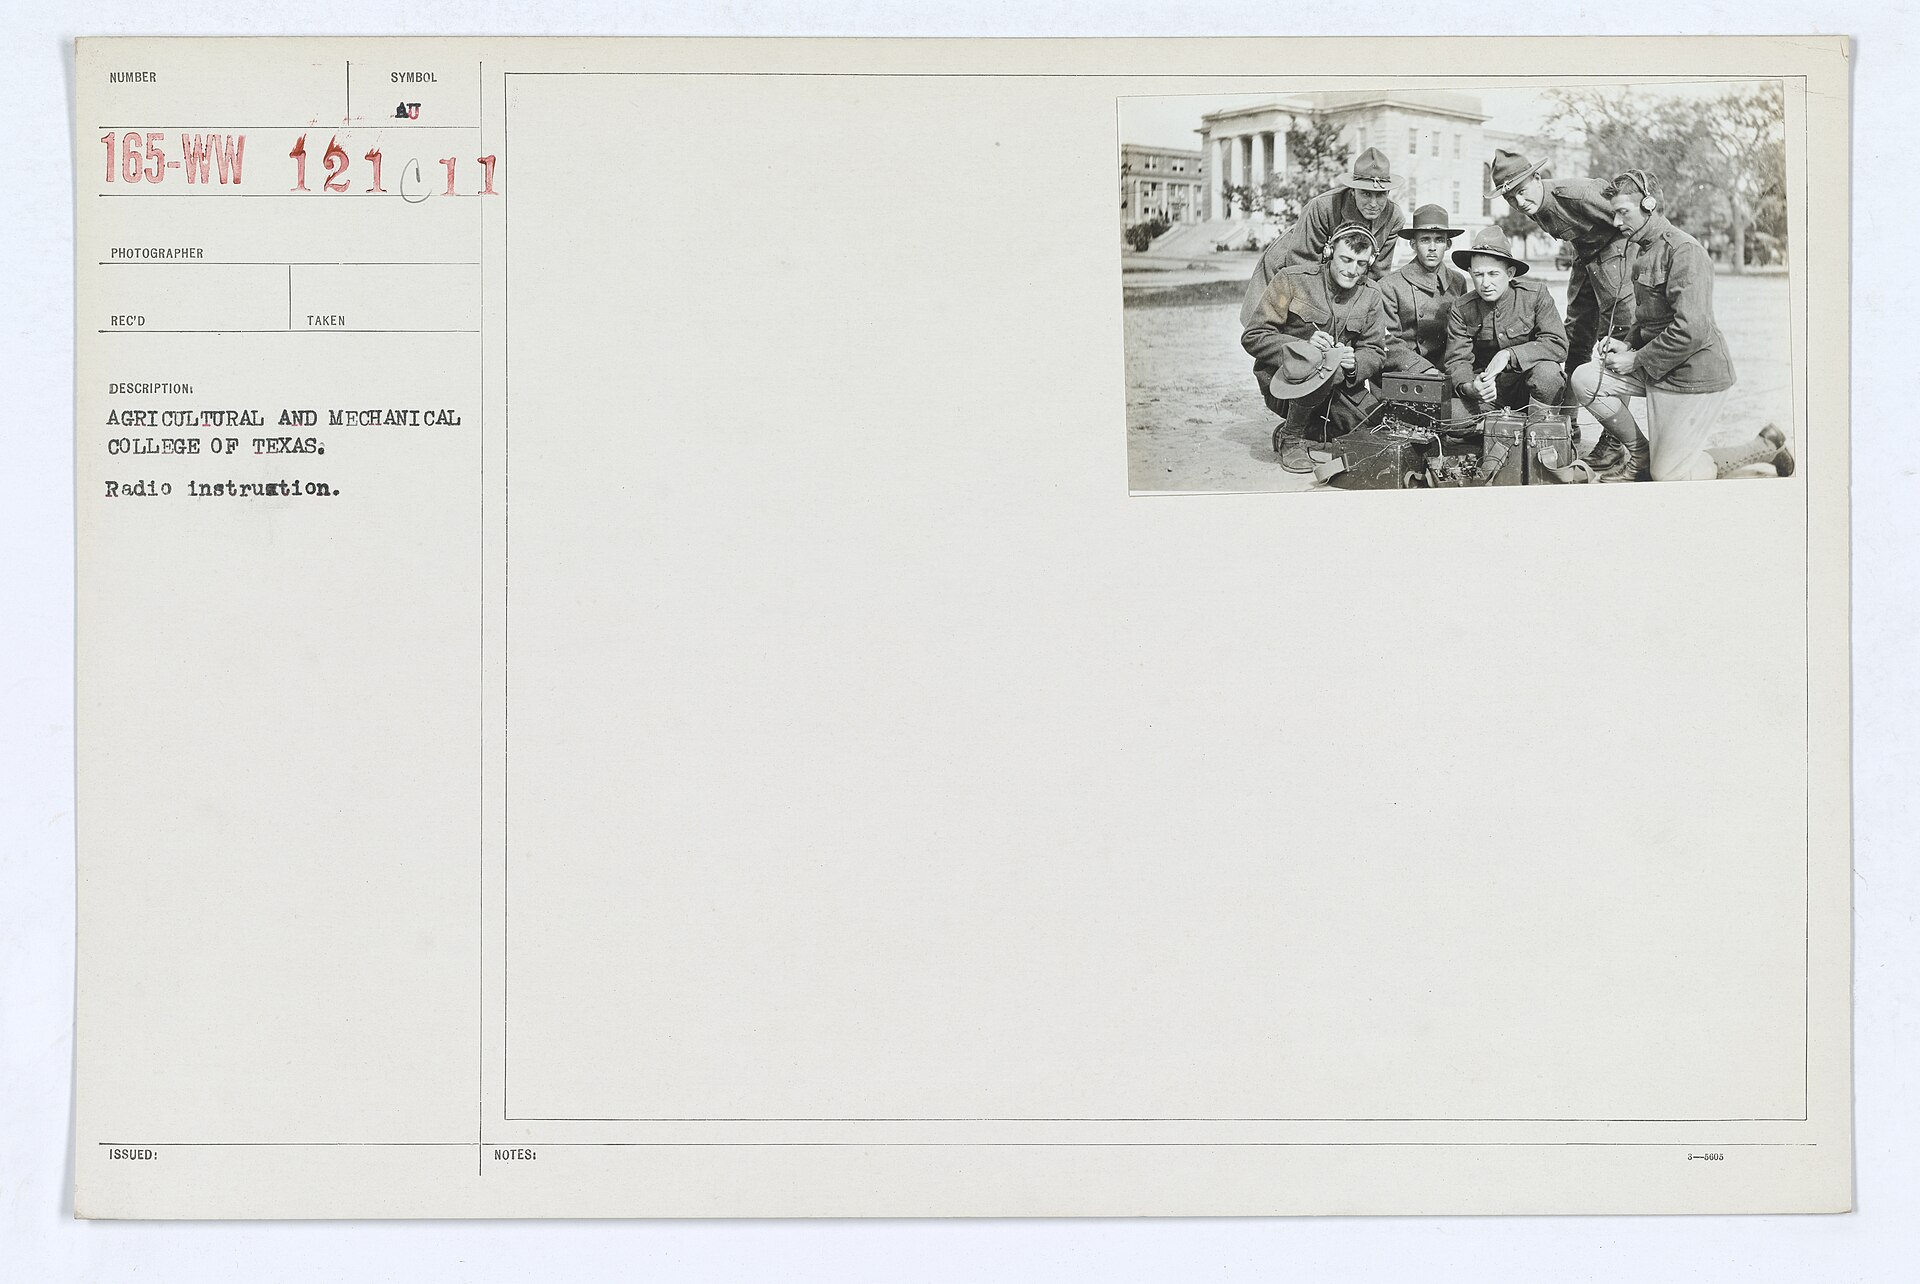 NUMBER
SYMBOL
AU
165-WW 121 C 11
PHOTOGRAPHER
REC'D
TAKEN
DESCRIPTION:
AGRICULTURAL AND MECHANICAL
COLLEGE OF TEXAS.
Radio instruction.
ISSUED:
NOTES:
3—5605